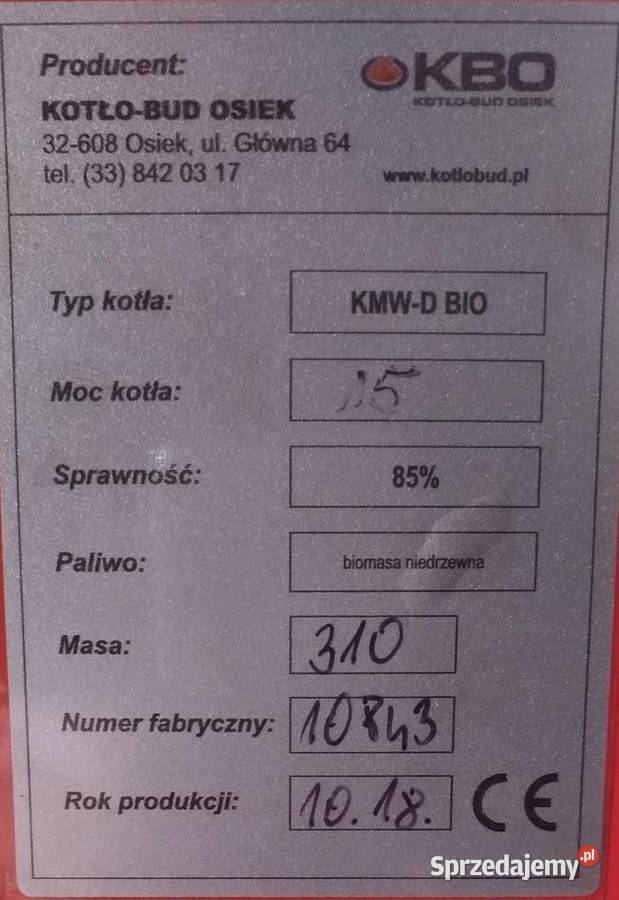 Producent:
KBO
KOTŁO-BUD OSIEK
KOTŁO-BUD OSIEK
32-608 Osiek, ul. Główna 64
tel. (33) 842 03 17
www.kotlobud.pl
Typ kotła: KMW-D BIO
Moc kotła:
Sprawność: 85%
Paliwo: biomasa niedrzewna
Masa: 310
Numer fabryczny: 10843
Rok produkcji: 10.18. CE
Sprzedajemy.pl